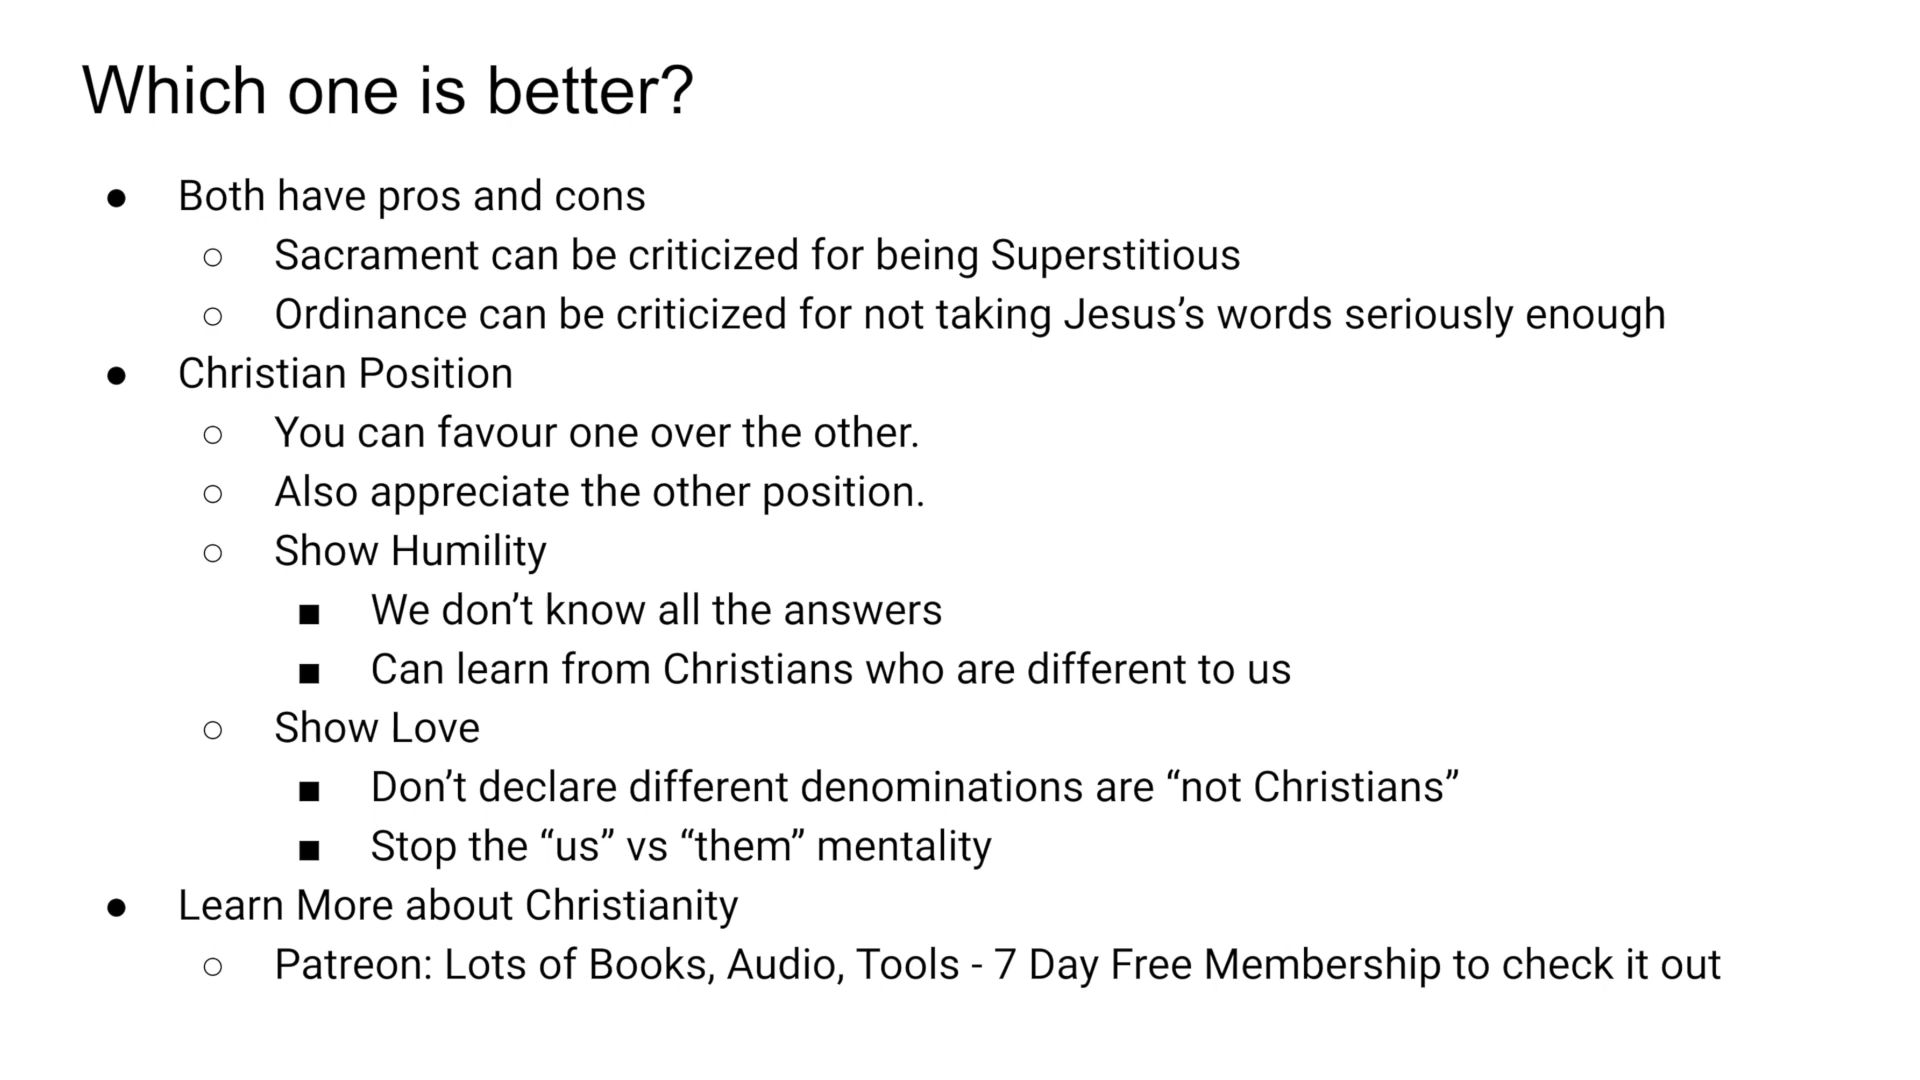 Which one is better?
● Both have pros and cons
○ Sacrament can be criticized for being Superstitious
○ Ordinance can be criticized for not taking Jesus’s words seriously enough
● Christian Position
○ You can favour one over the other.
○ Also appreciate the other position.
○ Show Humility
■ We don’t know all the answers
■ Can learn from Christians who are different to us
○ Show Love
■ Don’t declare different denominations are “not Christians”
■ Stop the “us” vs “them” mentality
● Learn More about Christianity
○ Patreon: Lots of Books, Audio, Tools - 7 Day Free Membership to check it out